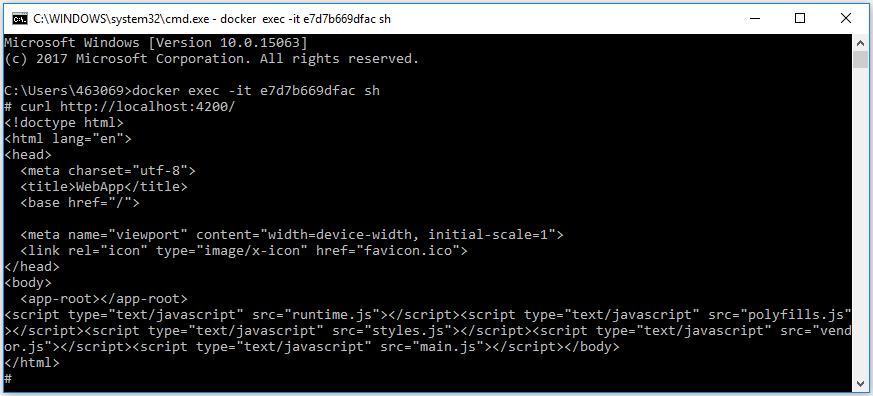 C:\WINDOWS\system32\cmd.exe - docker  exec -it e7d7b669dfac sh
Microsoft Windows [Version 10.0.15063]
(c) 2017 Microsoft Corporation. All rights reserved.

C:\Users\463069>docker exec -it e7d7b669dfac sh
# curl http://localhost:4200/
<!doctype html>
<html lang="en">
<head>
  <meta charset="utf-8">
  <title>WebApp</title>
  <base href="/">

  <meta name="viewport" content="width=device-width, initial-scale=1">
  <link rel="icon" type="image/x-icon" href="favicon.ico">
</head>
<body>
  <app-root></app-root>
<script type="text/javascript" src="runtime.js"></script><script type="text/javascript" src="polyfills.js"
></script><script type="text/javascript" src="styles.js"></script><script type="text/javascript" src="vend
or.js"></script><script type="text/javascript" src="main.js"></script></body>
</html>
#